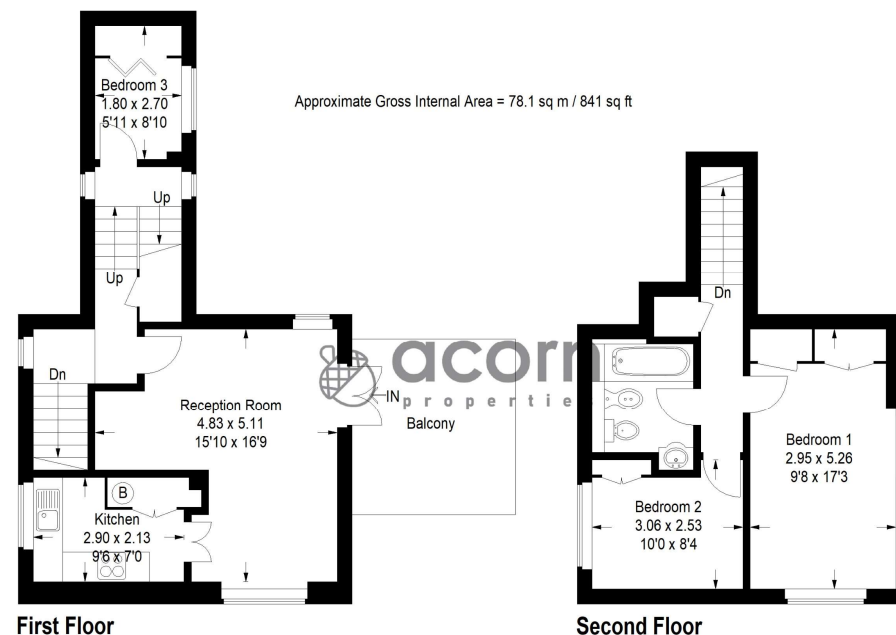 Approximate Gross Internal Area = 78.1 sq m / 841 sq ft
Bedroom 3
1.80 x 2.70
5'11 x 8'10
Up
Up
Dn
Reception Room
4.83 x 5.11
15'10 x 16'9
B
Kitchen
2.90 x 2.13
9'6 x 7'0
IN
Balcony
acorn
propertie
First Floor
Dn
Bedroom 1
2.95 x 5.26
9'8 x 17'3
Bedroom 2
3.06 x 2.53
10'0 x 8'4
Second Floor